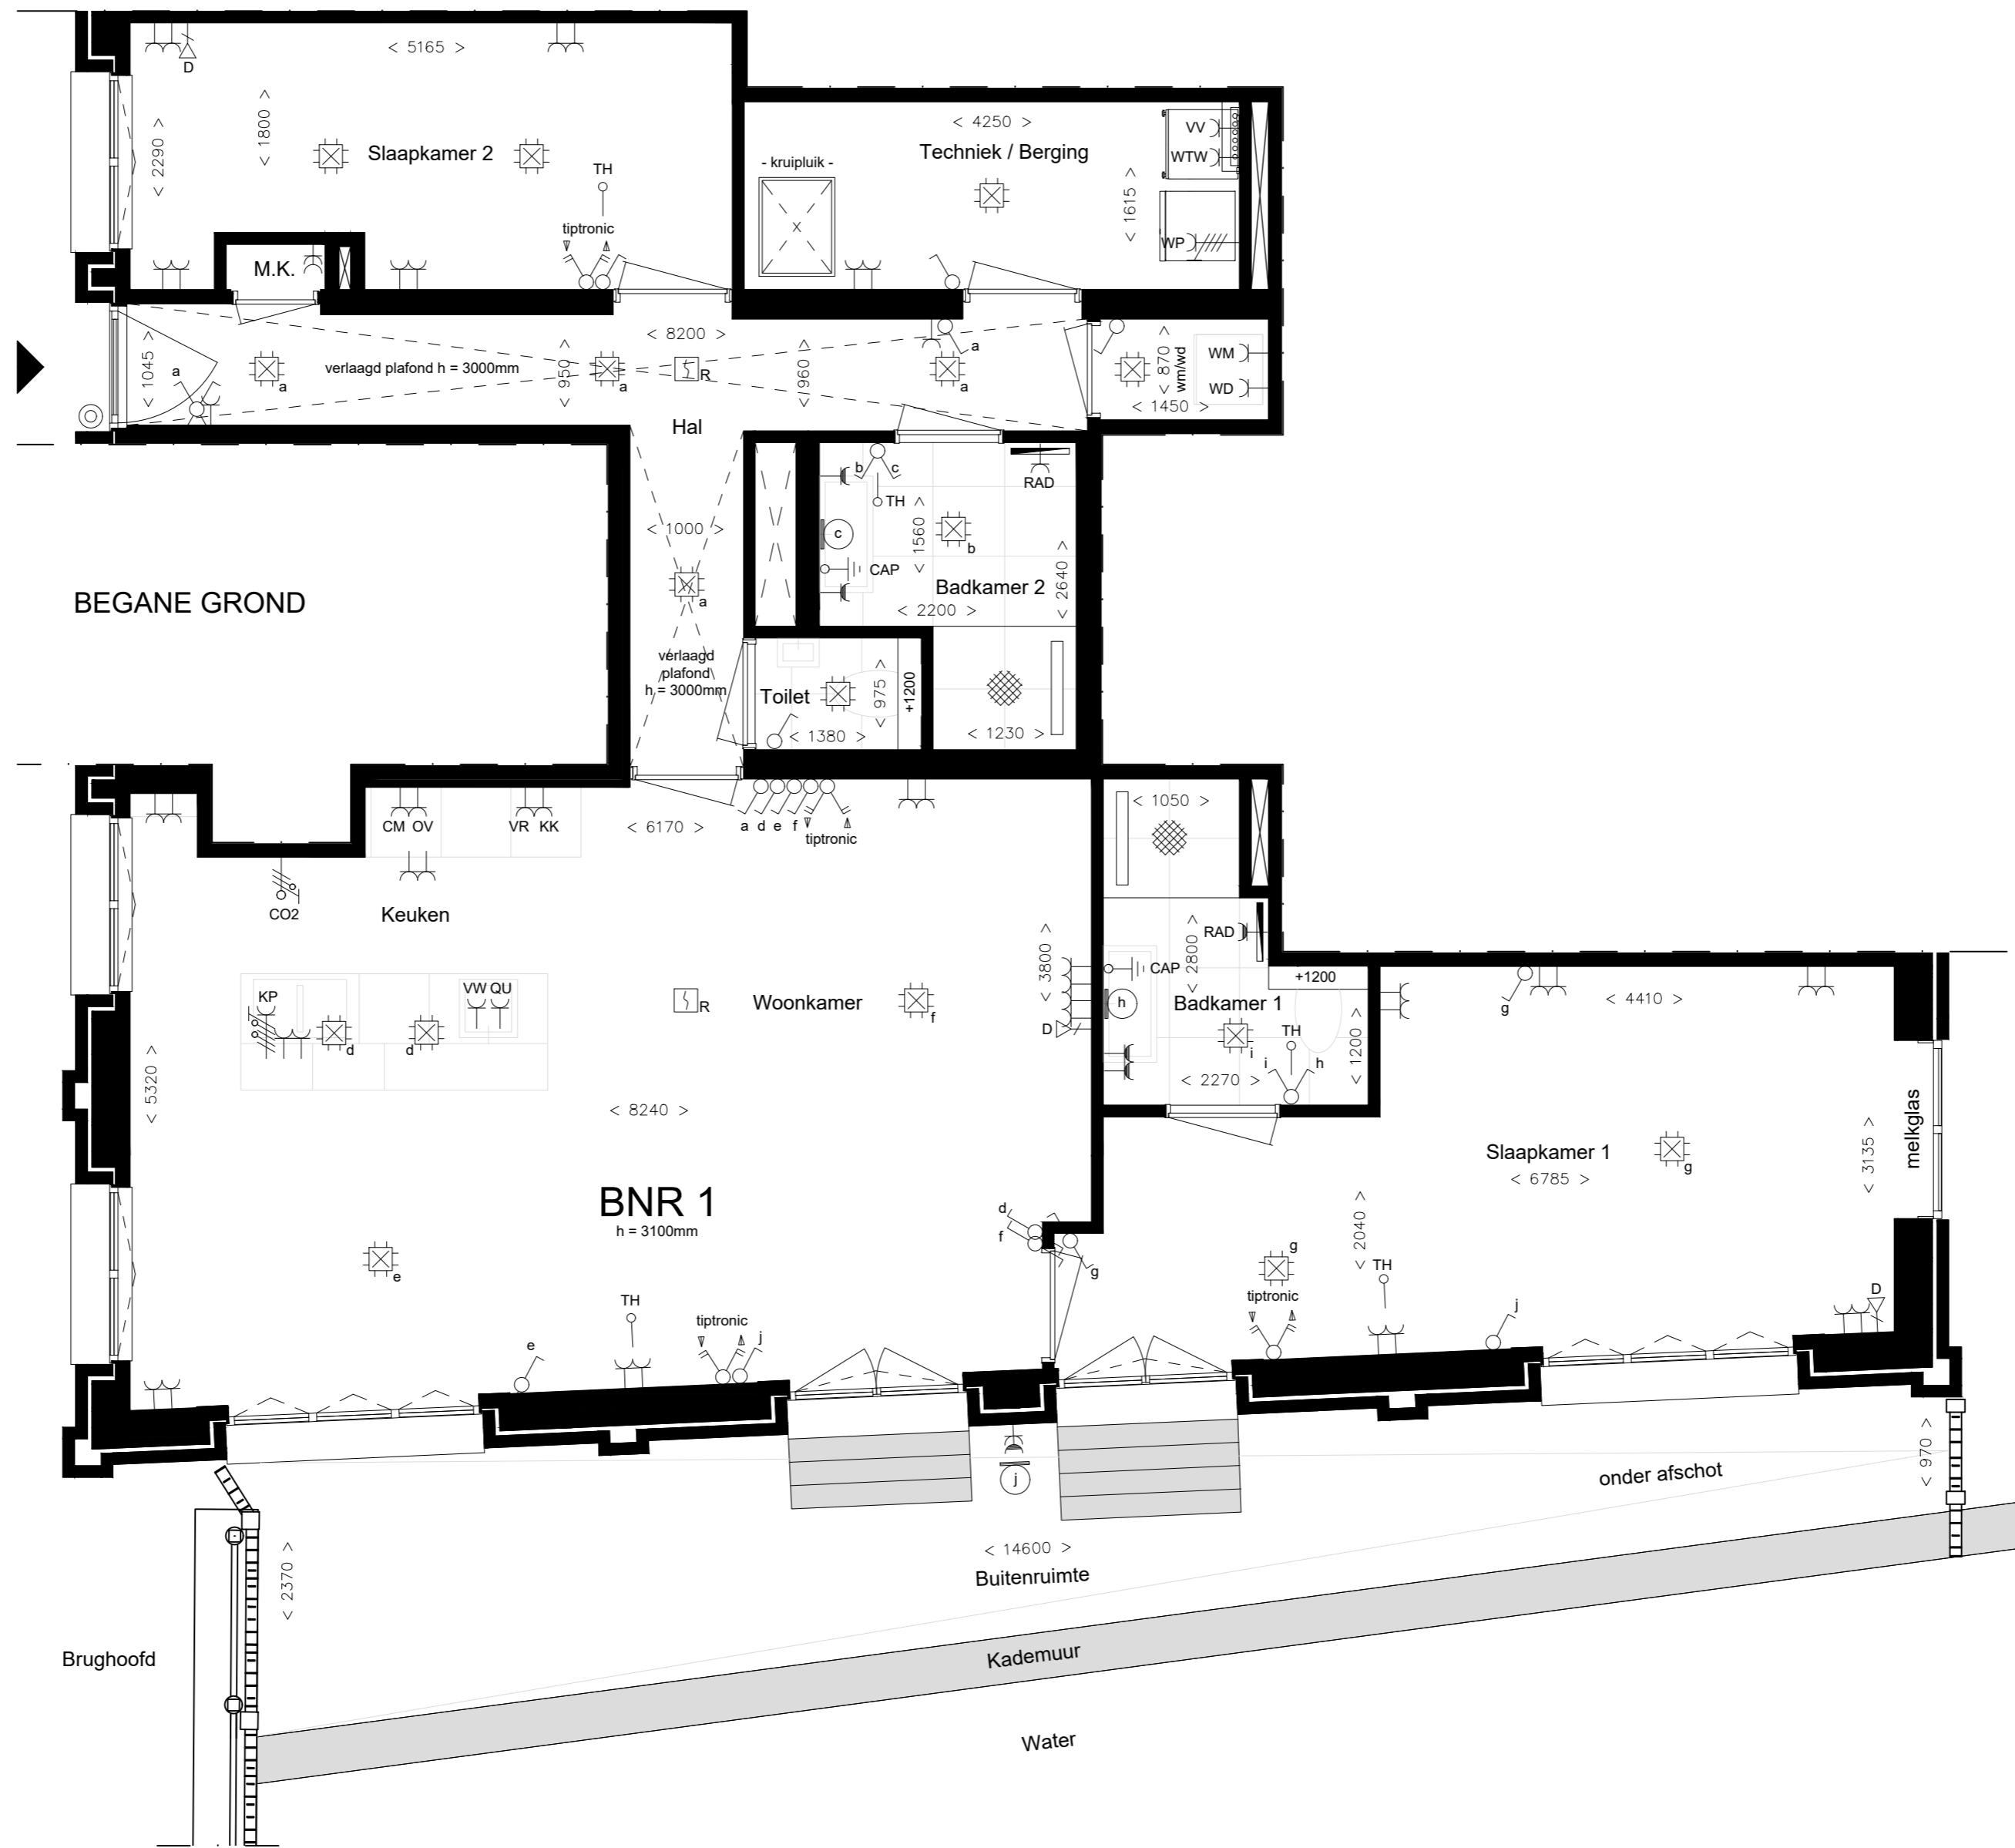 < 5165 >
D
< 2290 >
< 1800 >
Slaapkamer 2
TH
tiptronic
M.K.
- kruipluik -
< 4250 >
Techniek / Berging
< 1615 >
VV
WTW
WP
< 1045 >
a
a
verlaagd plafond h = 3000mm
< 950 >
a
< 8200 >
R
< 960 >
a
a
< 870 >
wm/wd
WM
WD
< 1450 >
Hal
BEGANE GROND
< 1000 >
a
verlaagd
plafond
h = 3000mm
b
c
TH
RAD
c
< 1560 >
b
CAP
Badkamer 2
< 2640 >
< 2200 >
Toilet
< 975 >
+1200
< 1380 >
< 1230 >
CM OV
VR KK
< 6170 >
a d e f
tiptronic
CO2
Keuken
KP
d
d
VW QU
R
Woonkamer
f
< 3800 >
D
< 5320 >
< 8240 >
BNR 1
h = 3100mm
e
d
f
g
TH
tiptronic
e
j
< 1050 >
RAD
< 2800 >
CAP
+1200
h
Badkamer 1
TH
i
i
h
< 1200 >
< 2270 >
g
< 4410 >
Slaapkamer 1
< 6785 >
g
< 3135 >
melkglas
< 2040 >
g
TH
tiptronic
j
D
j
< 970 >
onder afschot
< 14600 >
Buitenruimte
< 2370 >
Brughoofd
Kademuur
Water